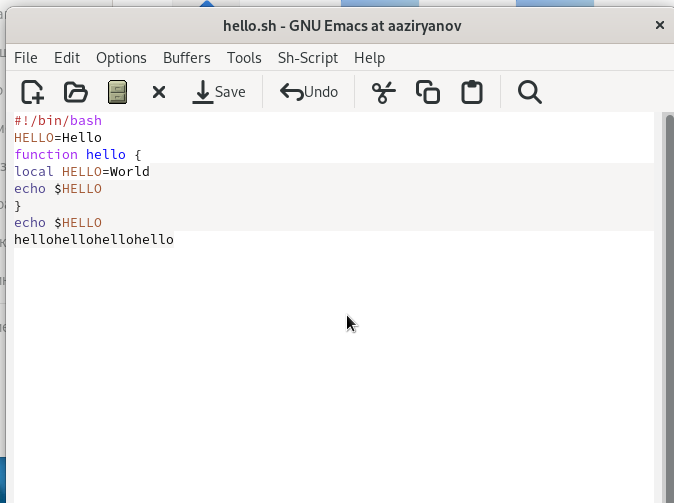 hello.sh - GNU Emacs at aaziryanov
File Edit Options Buffers Tools Sh-Script Help
Save Undo
#!/bin/bash
HELLO=Hello
function hello {
local HELLO=World
echo $HELLO
}
echo $HELLO
hellohellohellohello